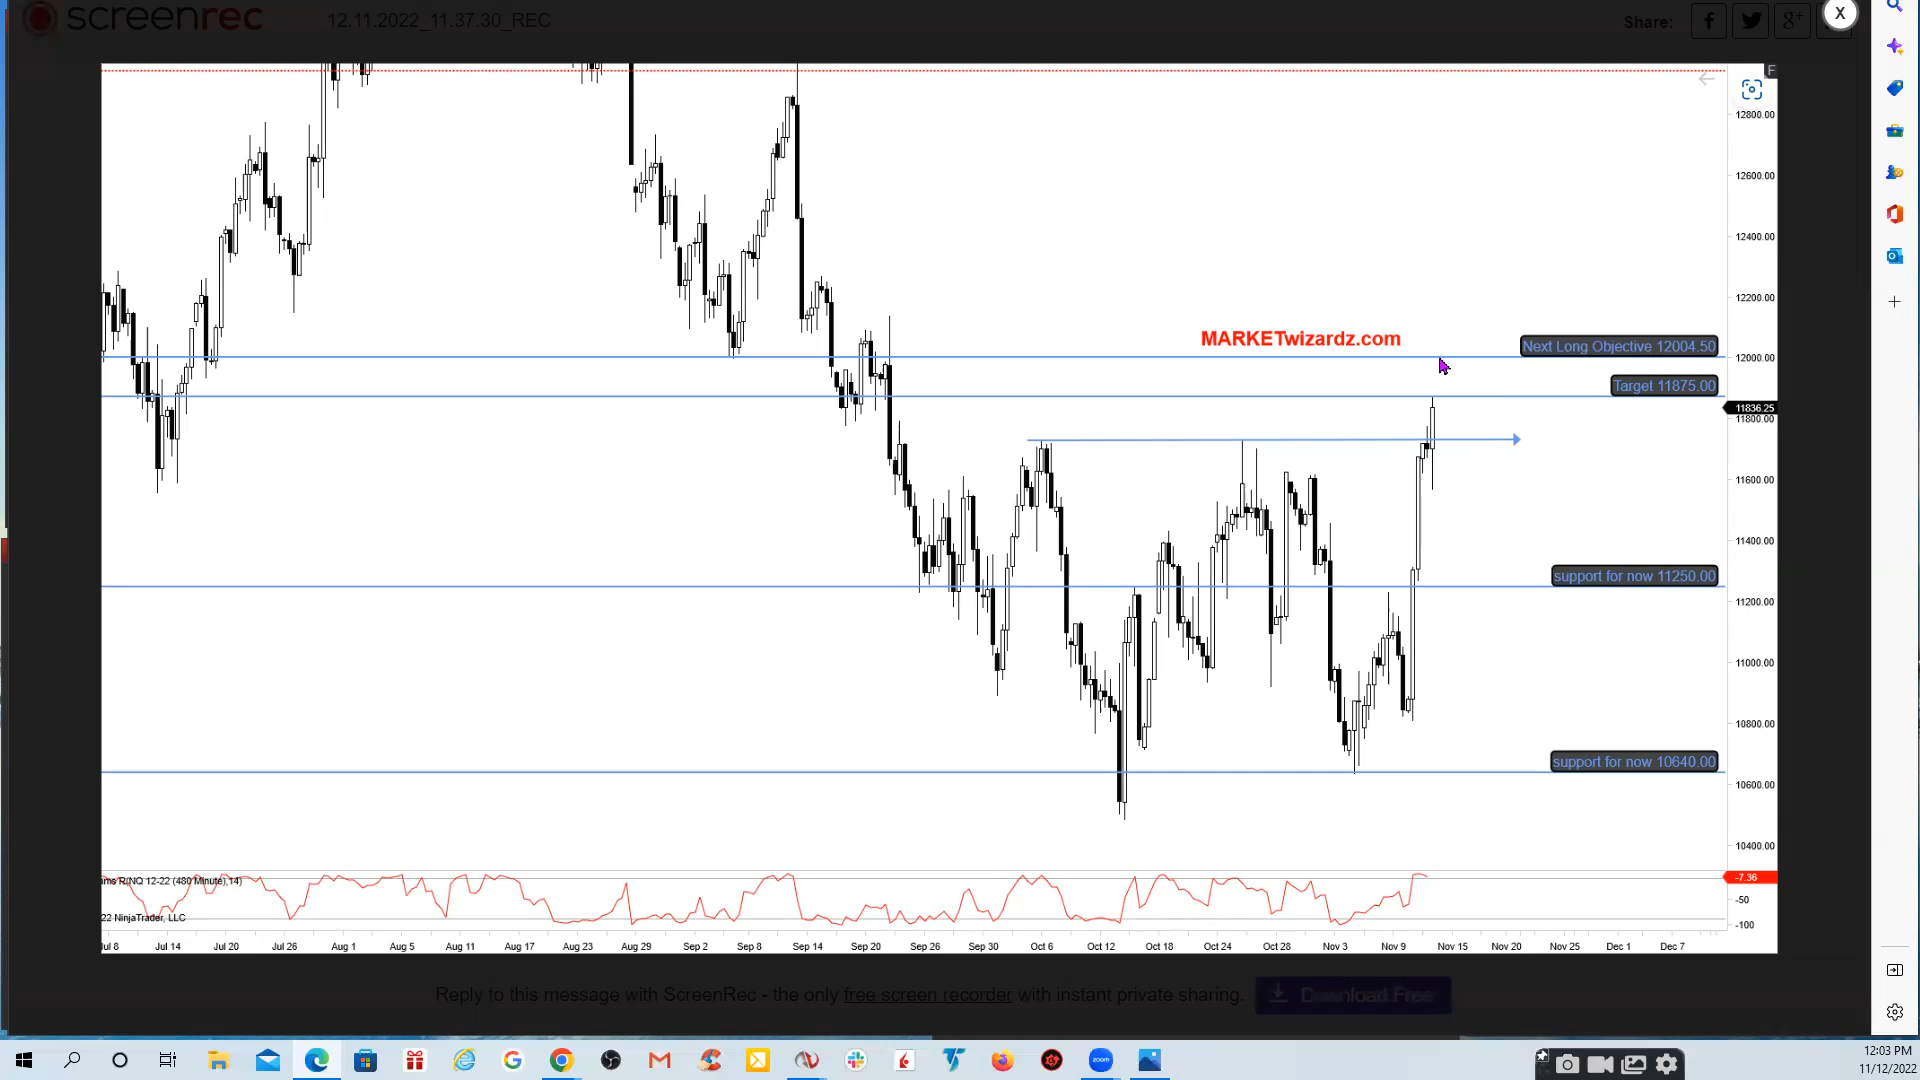 screenrec
12.11.2022_11.37.30_REC
Share:
X
F
12800.00
12600.00
12400.00
12200.00
MARKETwizardz.com
Next Long Objective 12004.50
12000.00
Target 11875.00
11836.25
11800.00
11600.00
11400.00
support for now 11250.00
11200.00
11000.00
10800.00
support for now 10640.00
10600.00
10400.00
NQ 12-22 (480 Minute),14)
-7.36
-50
22 NinjaTrader, LLC
-100
Jul 8 Jul 14 Jul 20 Jul 26 Aug 1 Aug 5 Aug 11 Aug 17 Aug 23 Aug 29 Sep 2 Sep 8 Sep 14 Sep 20 Sep 26 Sep 30 Oct 6 Oct 12 Oct 18 Oct 24 Oct 28 Nov 3 Nov 9 Nov 15 Nov 20 Nov 25 Dec 1 Dec 7
Reply to this message with ScreenRec - the only free screen recorder with instant private sharing. Download Free
zoom
12:03 PM
11/12/2022